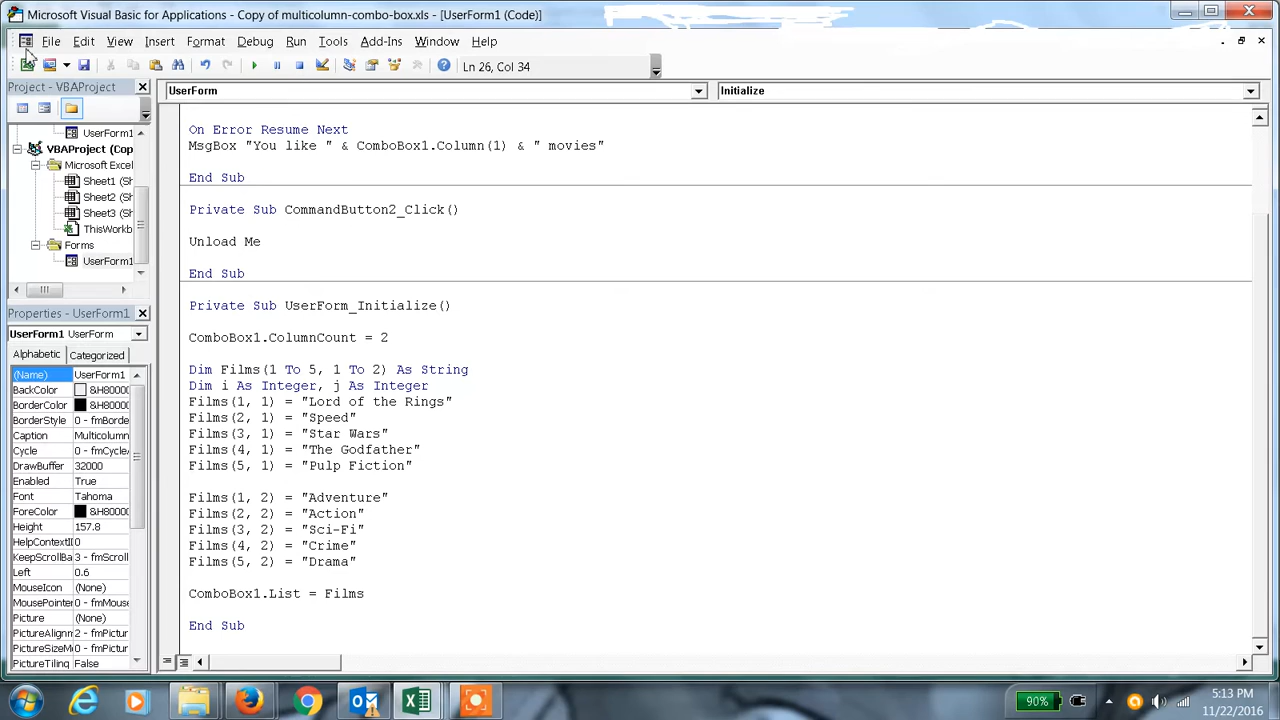 Microsoft Visual Basic for Applications - Copy of multicolumn-combo-box.xls - [UserForm1 (Code)]
File Edit View Insert Format Debug Run Tools Add-Ins Window Help
Ln 26, Col 34
Project - VBAProject
UserForm Initialize
UserForm1
VBAProject (Cop
Microsoft Exce
Sheet1 (Sh
Sheet2 (Sh
Sheet3 (Sh
ThisWorkb
Forms
UserForm1
Properties - UserForm1
UserForm1 UserForm
Alphabetic Categorized
(Name) UserForm1
BackColor &H80000
BorderColor &H80000
BorderStyle 0 - fmBorde
Caption Multicolumn
Cycle 0 - fmCycleA
DrawBuffer 32000
Enabled True
Font Tahoma
ForeColor &H80000
Height 157.8
HelpContextI 0
KeepScrollBa 3 - fmScroll
Left 0.6
MouseIcon (None)
MousePointer 0 - fmMouse
Picture (None)
PictureAlignm 2 - fmPictur
PictureSizeMo 0 - fmPictur
PictureTiling False
On Error Resume Next
MsgBox "You like " & ComboBox1.Column(1) & " movies"
End Sub
Private Sub CommandButton2_Click()
Unload Me
End Sub
Private Sub UserForm_Initialize()
ComboBox1.ColumnCount = 2
Dim Films(1 To 5, 1 To 2) As String
Dim i As Integer, j As Integer
Films(1, 1) = "Lord of the Rings"
Films(2, 1) = "Speed"
Films(3, 1) = "Star Wars"
Films(4, 1) = "The Godfather"
Films(5, 1) = "Pulp Fiction"
Films(1, 2) = "Adventure"
Films(2, 2) = "Action"
Films(3, 2) = "Sci-Fi"
Films(4, 2) = "Crime"
Films(5, 2) = "Drama"
ComboBox1.List = Films
End Sub
90%
5:13 PM
11/22/2016